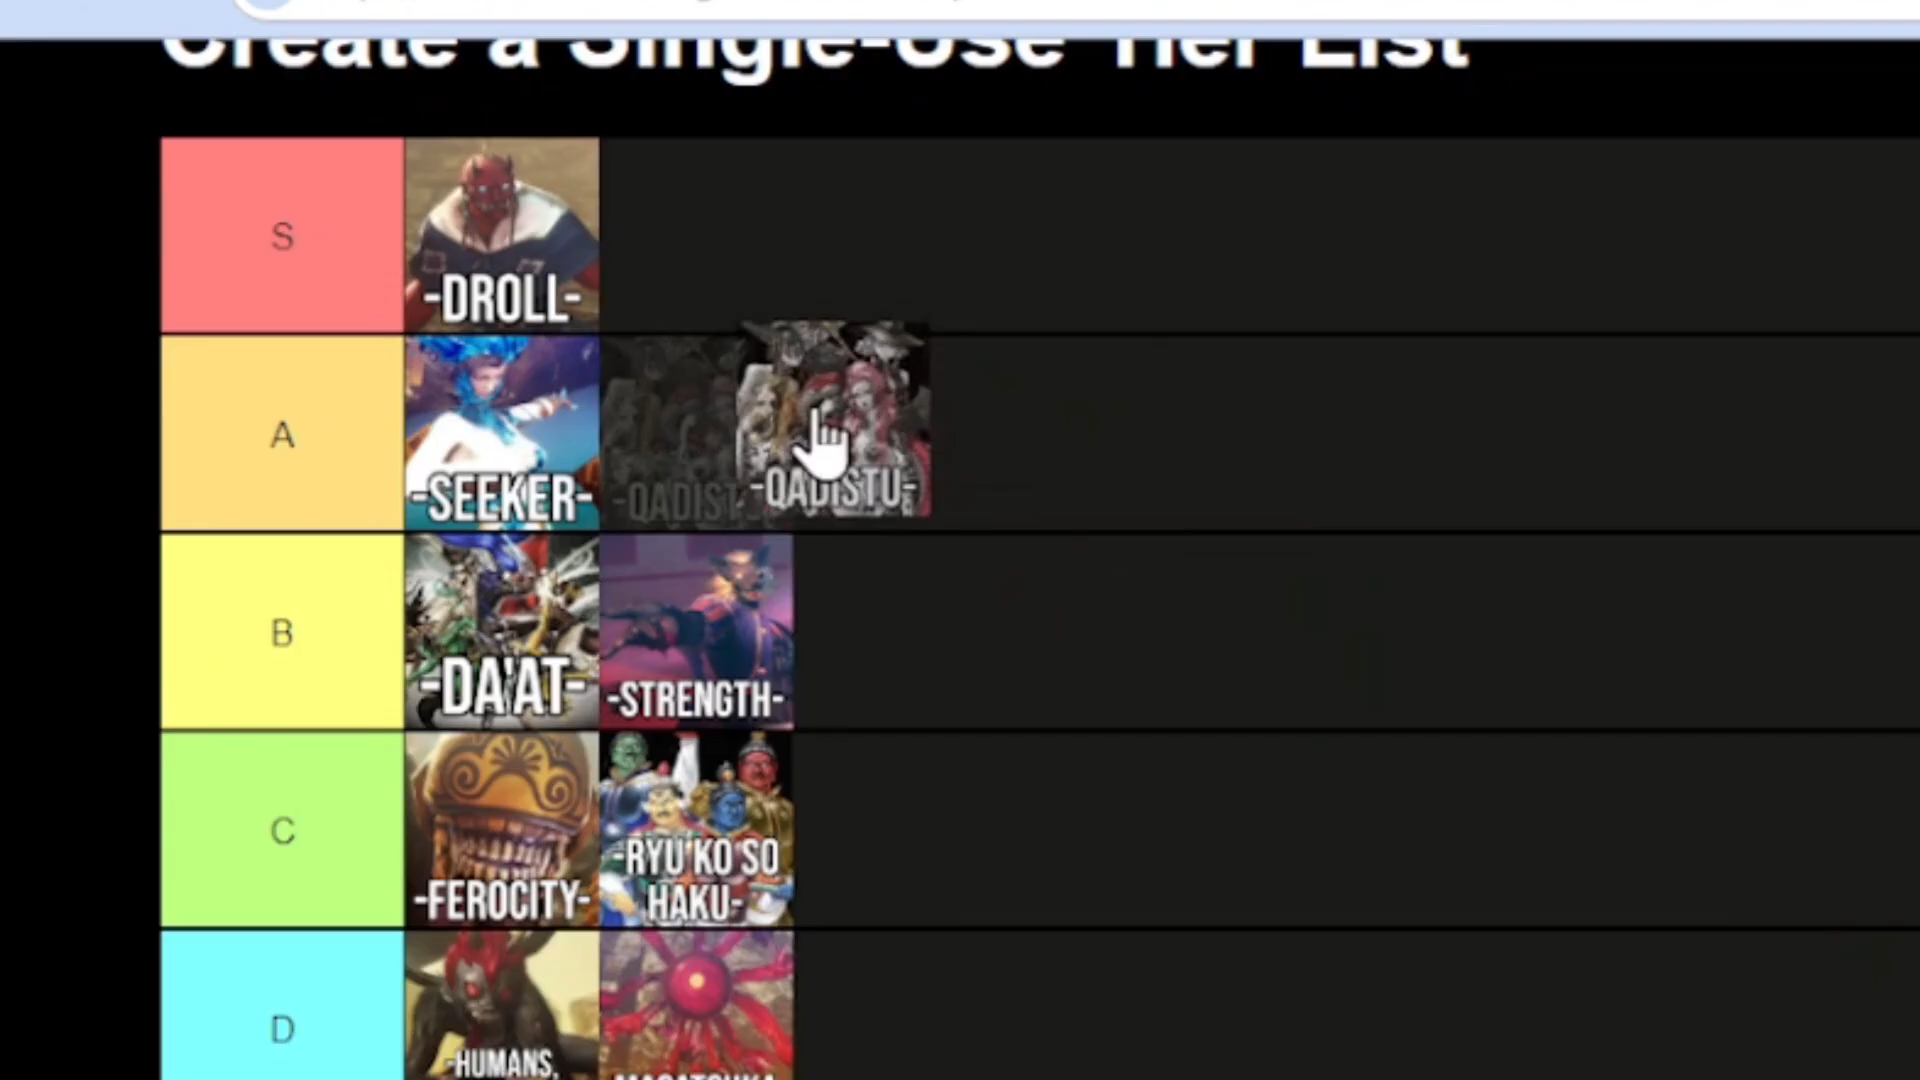 Create a Single-Use Tier List
S
-DROLL-
A
-SEEKER-
-QADIST
-QADISTU-
B
-DA'AT-
-STRENGTH-
C
-FEROCITY-
-RYU KO SO
HAKU-
D
-HUMANS,